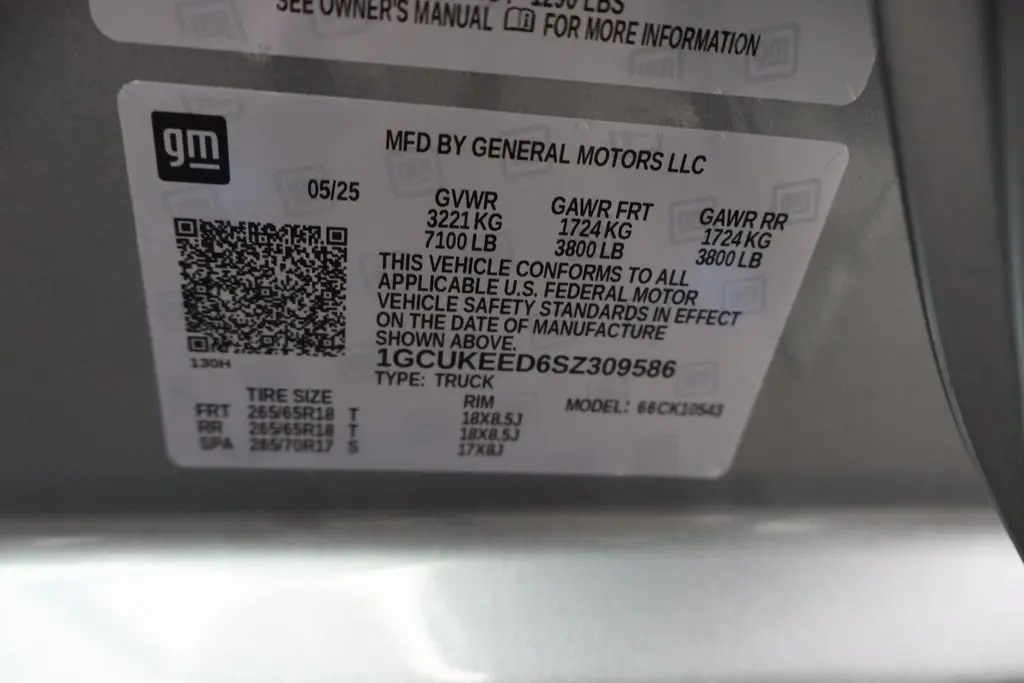 1290 LBS
SEE OWNER'S MANUAL FOR MORE INFORMATION
gm
MFD BY GENERAL MOTORS LLC
05/25
GVWR GAWR FRT GAWR RR
3221 KG 1724 KG 1724 KG
7100 LB 3800 LB 3800 LB
THIS VEHICLE CONFORMS TO ALL
APPLICABLE U.S. FEDERAL MOTOR
VEHICLE SAFETY STANDARDS IN EFFECT
ON THE DATE OF MANUFACTURE
SHOWN ABOVE.
1GCUKEED6SZ309586
130H
TYPE: TRUCK
TIRE SIZE RIM MODEL: 66CK10543
FRT 265/65R18 T 18X8.5J
RR 265/65R18 T 18X8.5J
SPA 265/70R17 S 17X8J